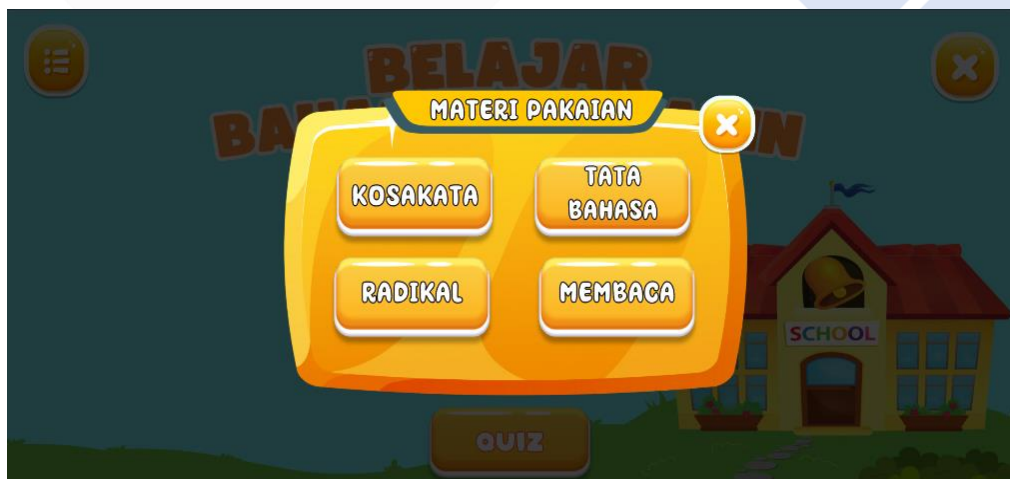 BELAJAR
MATERI PAKAIAN
KOSAKATA
TATA
BAHASA
RADIKAL
MEMBACA
SCHOOL
QUIZ